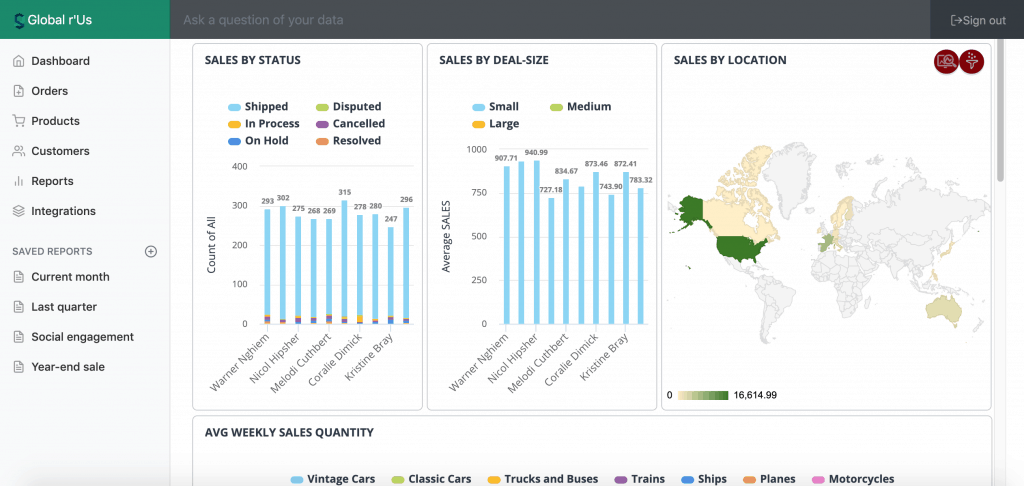 Global r'Us
Ask a question of your data
Sign out
Dashboard
Orders
Products
Customers
Reports
Integrations
SAVED REPORTS
Current month
Last quarter
Social engagement
Year-end sale
SALES BY STATUS
Shipped Disputed
In Process Cancelled
On Hold Resolved
Count of All
400
300
200
100
0
293 302 275 268 269 315 278 280 247 296
Warner Nghiem
Nicol Hipsher
Melodi Cuthbert
Coralie Dimick
Kristine Bray
SALES BY DEAL-SIZE
Small Medium
Large
Average SALES
1000
750
500
250
0
907.71 940.99 727.18 834.67 873.46 743.90 872.41 783.32
Warner Nghiem
Nicol Hipsher
Melodi Cuthbert
Coralie Dimick
Kristine Bray
SALES BY LOCATION
0 16,614.99
AVG WEEKLY SALES QUANTITY
Vintage Cars Classic Cars Trucks and Buses Trains Ships Planes Motorcycles